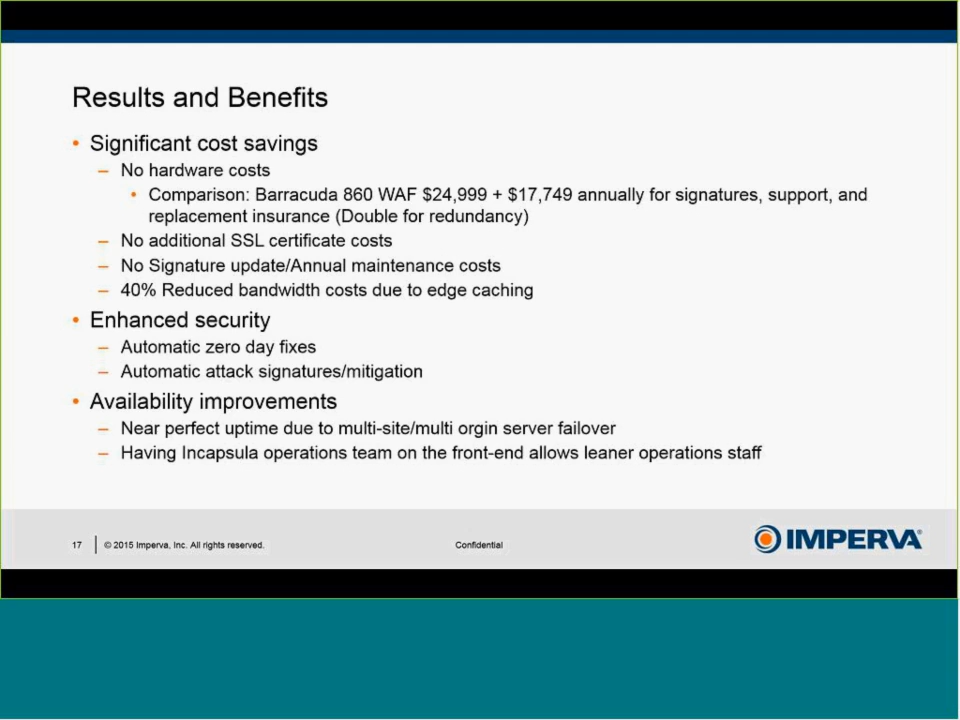 Results and Benefits
• Significant cost savings
– No hardware costs
• Comparison: Barracuda 860 WAF $24,999 + $17,749 annually for signatures, support, and
replacement insurance (Double for redundancy)
– No additional SSL certificate costs
– No Signature update/Annual maintenance costs
– 40% Reduced bandwidth costs due to edge caching
• Enhanced security
– Automatic zero day fixes
– Automatic attack signatures/mitigation
• Availability improvements
– Near perfect uptime due to multi-site/multi orgin server failover
– Having Incapsula operations team on the front-end allows leaner operations staff
17 | © 2015 Imperva, Inc. All rights reserved. Confidential IMPERVA®